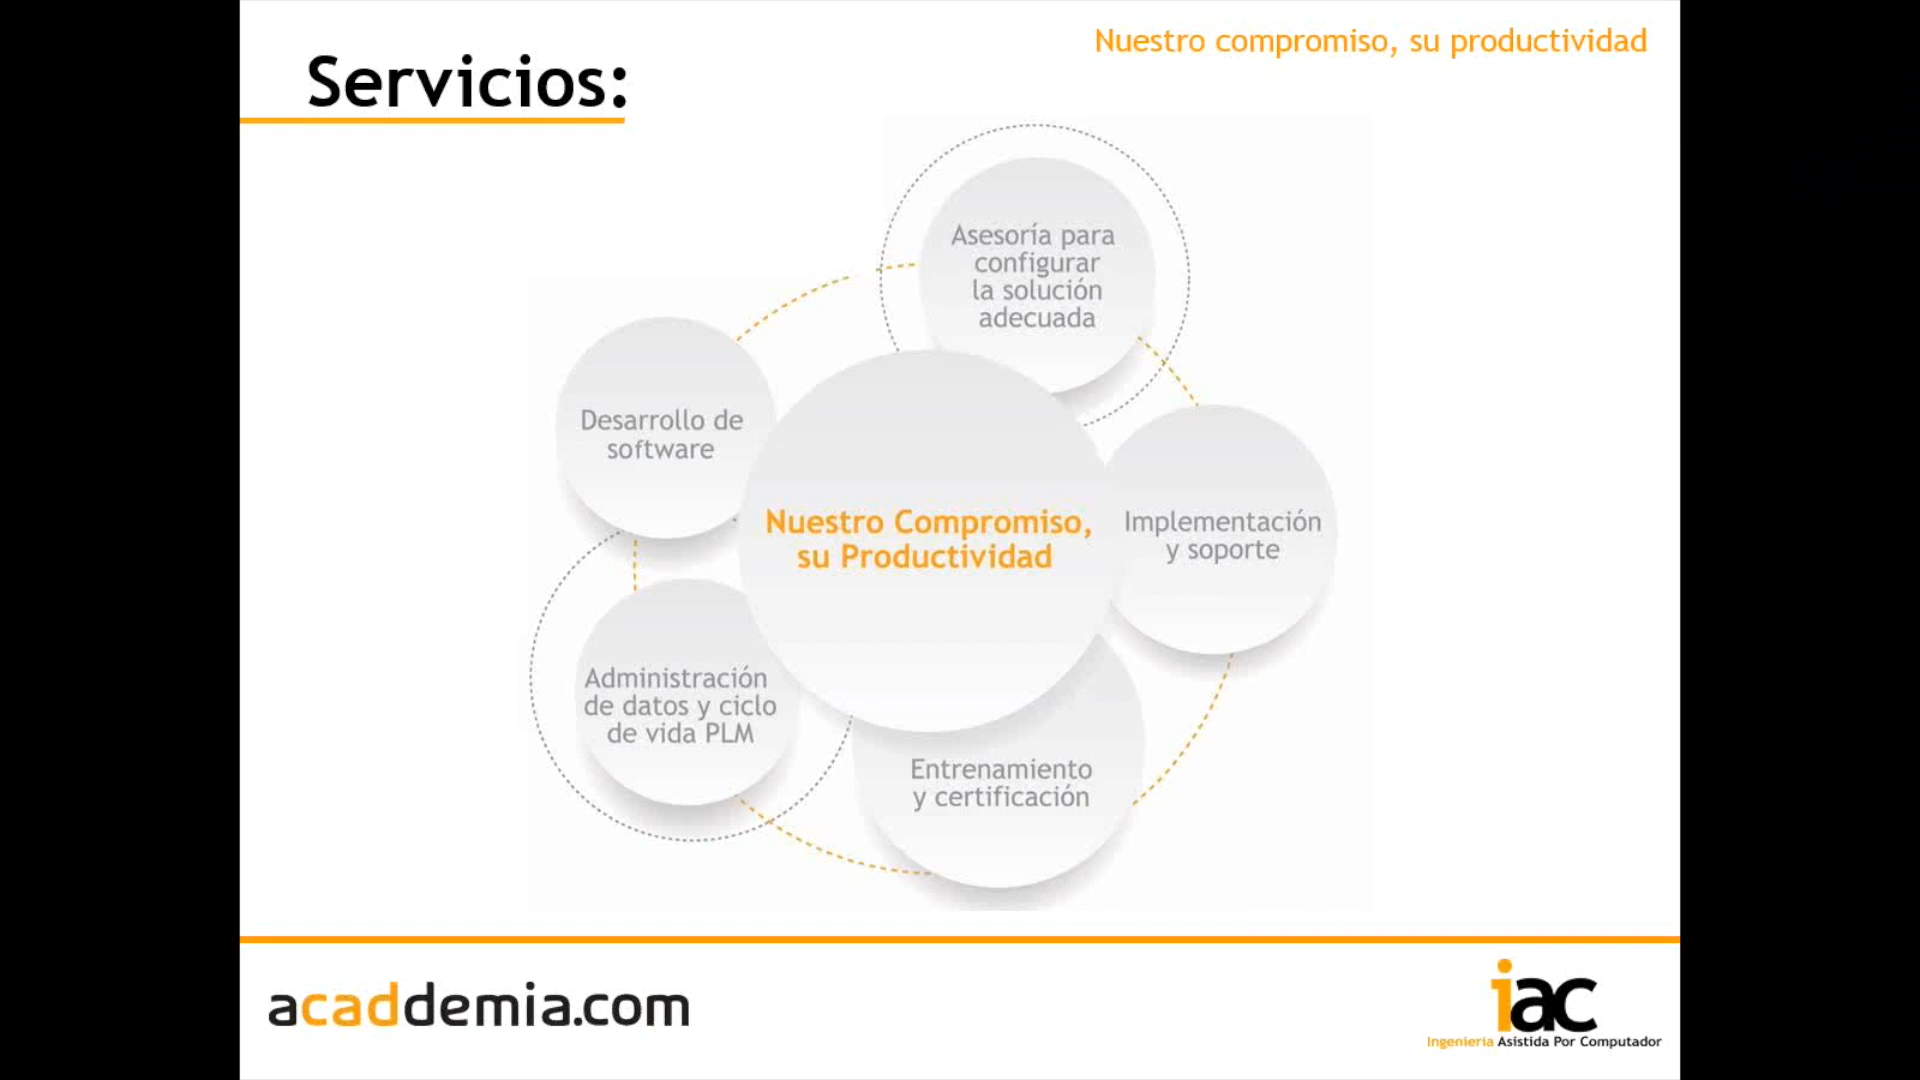 Nuestro compromiso, su productividad
Servicios:
Asesoría para
configurar
la solución
adecuada
Desarrollo de
software
Nuestro Compromiso,
su Productividad
Implementación
y soporte
Administración
de datos y ciclo
de vida PLM
Entrenamiento
y certificación
acaddemia.com
iac
Ingeniería Asistida Por Computador